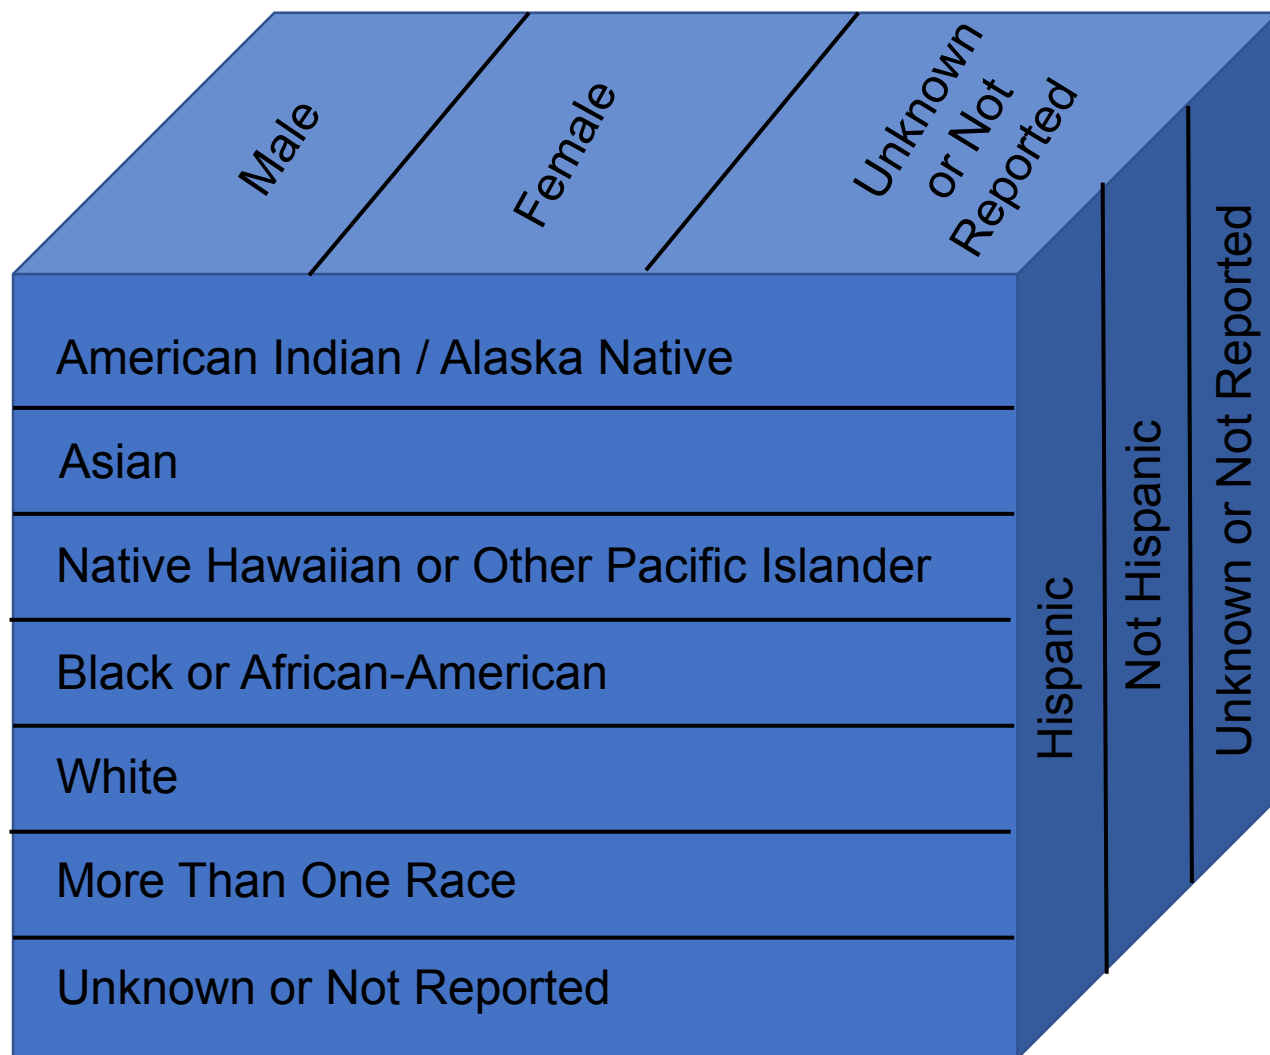 Male
Female
Unknown
or Not
Reported
American Indian / Alaska Native
Asian
Native Hawaiian or Other Pacific Islander
Black or African-American
White
More Than One Race
Unknown or Not Reported
Hispanic
Not Hispanic
Unknown or Not Reported